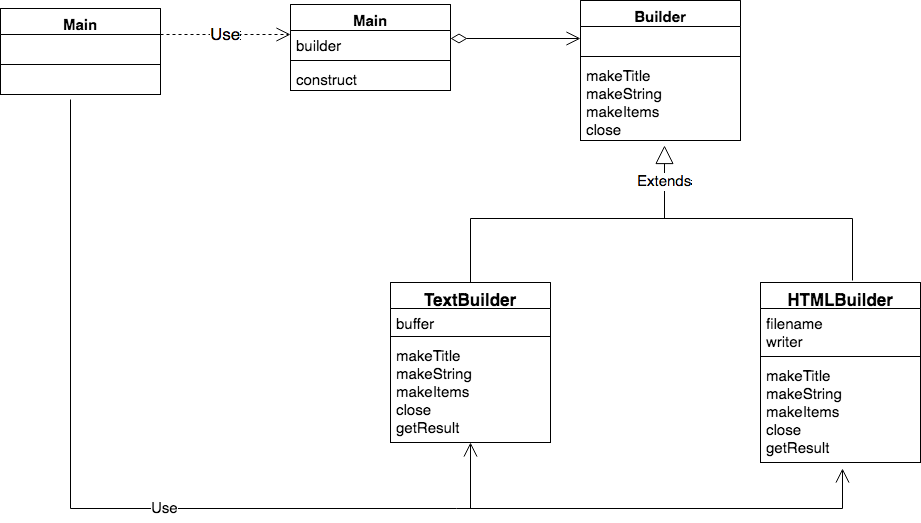 Main
Use
Main
builder
construct
Builder
makeTitle
makeString
makeItems
close
Extends
TextBuilder
buffer
makeTitle
makeString
makeItems
close
getResult
HTMLBuilder
filename
writer
makeTitle
makeString
makeItems
close
getResult
Use